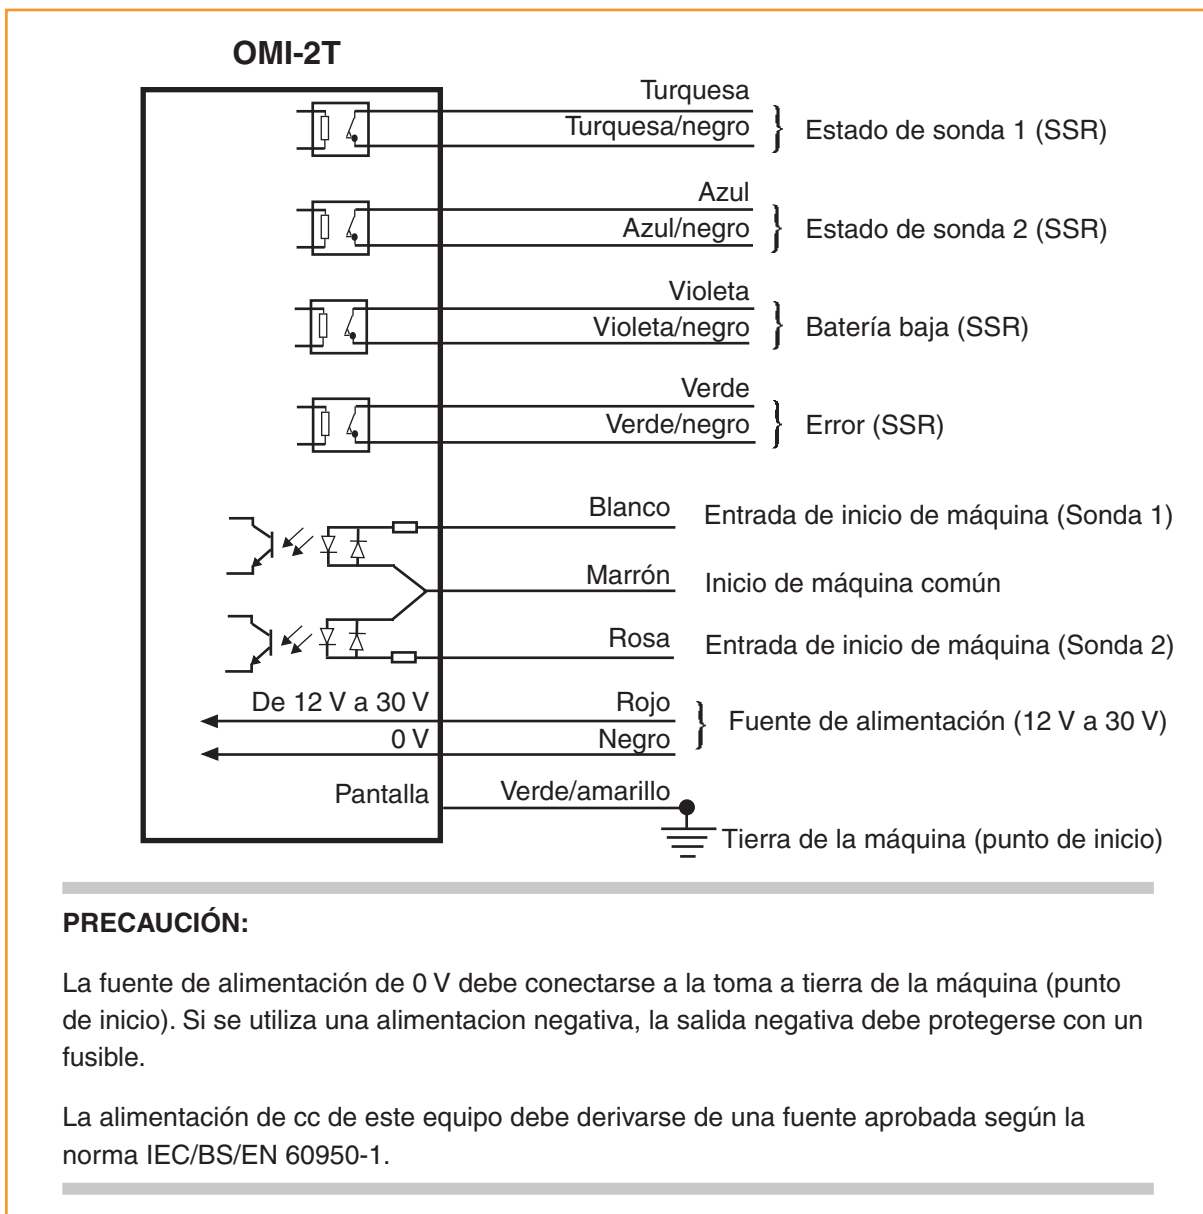 OMI-2T
Turquesa
Turquesa/negro
Estado de sonda 1 (SSR)
Azul
Azul/negro
Estado de sonda 2 (SSR)
Violeta
Violeta/negro
Batería baja (SSR)
Verde
Verde/negro
Error (SSR)
Blanco
Entrada de inicio de máquina (Sonda 1)
Marrón
Inicio de máquina común
Rosa
Entrada de inicio de máquina (Sonda 2)
De 12 V a 30 V
Rojo
0 V
Negro
Fuente de alimentación (12 V a 30 V)
Pantalla
Verde/amarillo
Tierra de la máquina (punto de inicio)
PRECAUCIÓN:
La fuente de alimentación de 0 V debe conectarse a la toma a tierra de la máquina (punto
de inicio). Si se utiliza una alimentacion negativa, la salida negativa debe protegerse con un
fusible.
La alimentación de cc de este equipo debe derivarse de una fuente aprobada según la
norma IEC/BS/EN 60950-1.